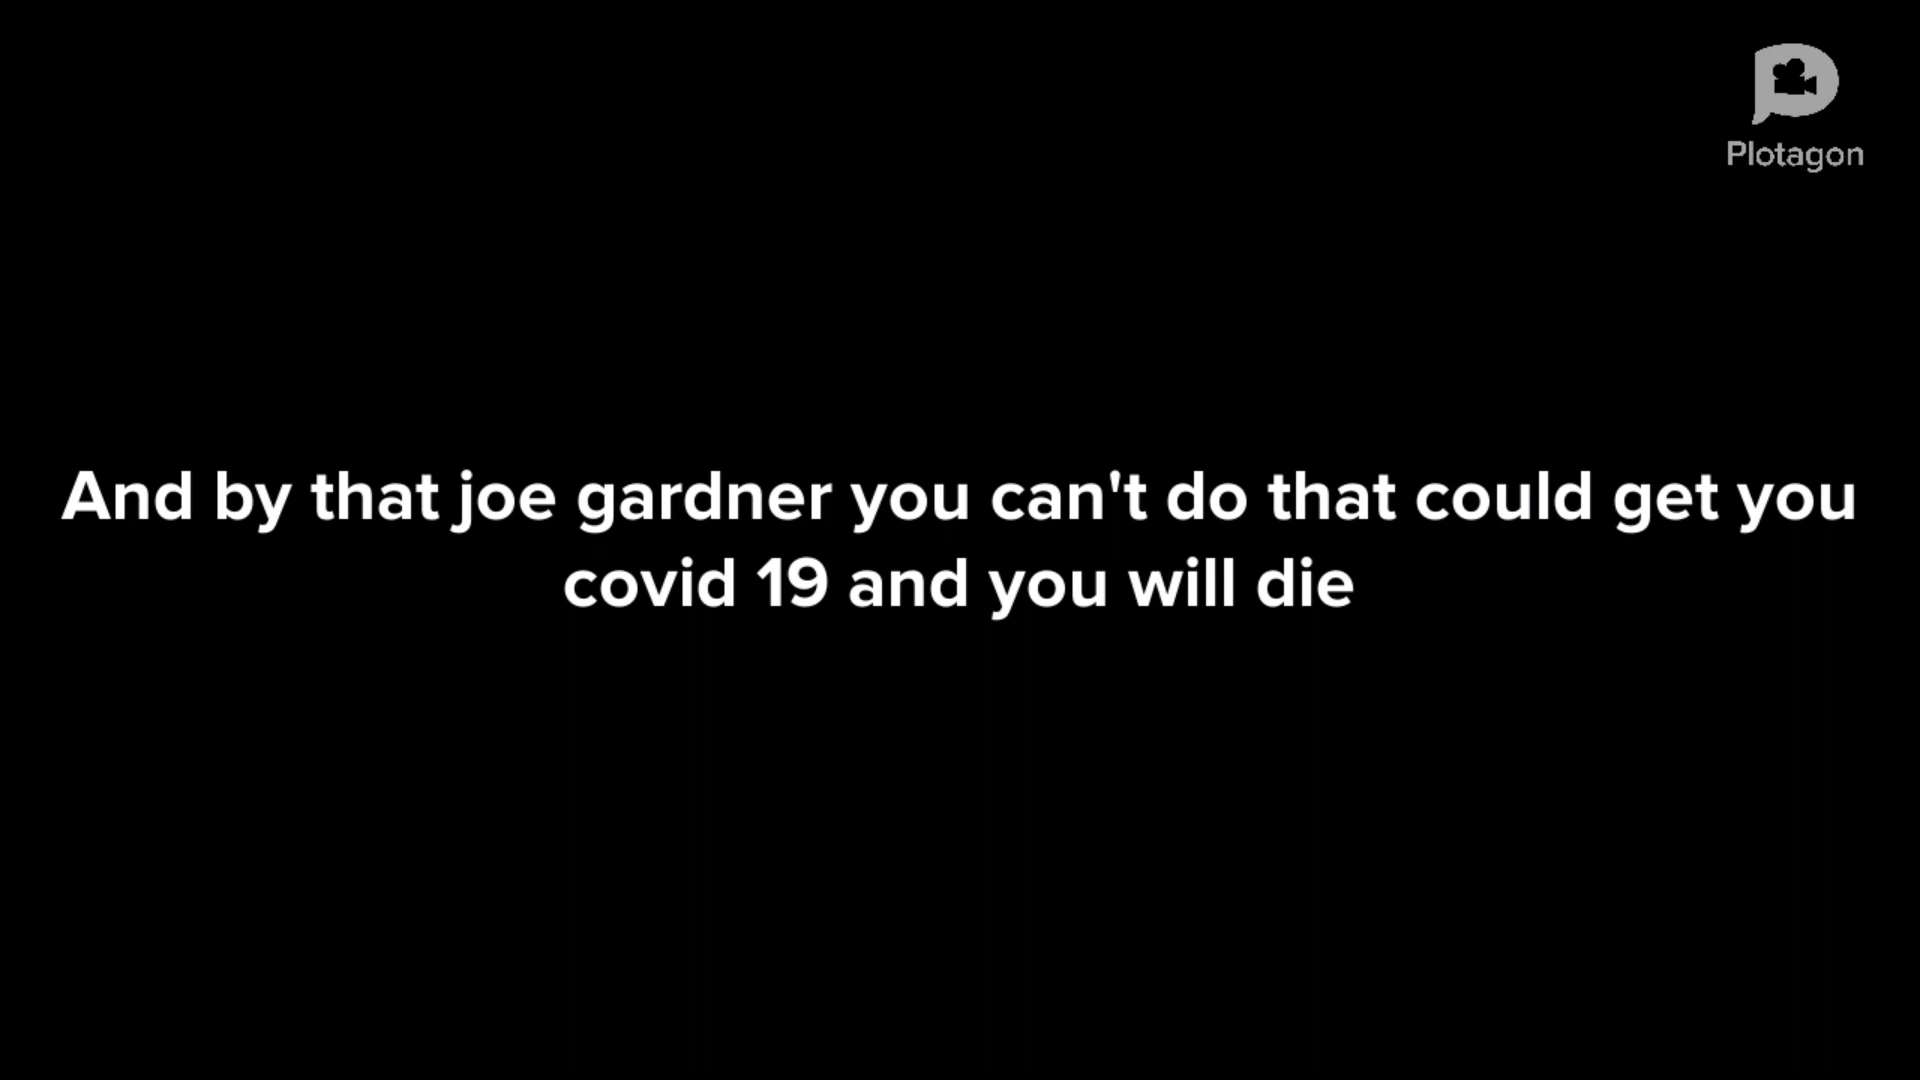 Plotagon
And by that joe gardner you can't do that could get you
covid 19 and you will die